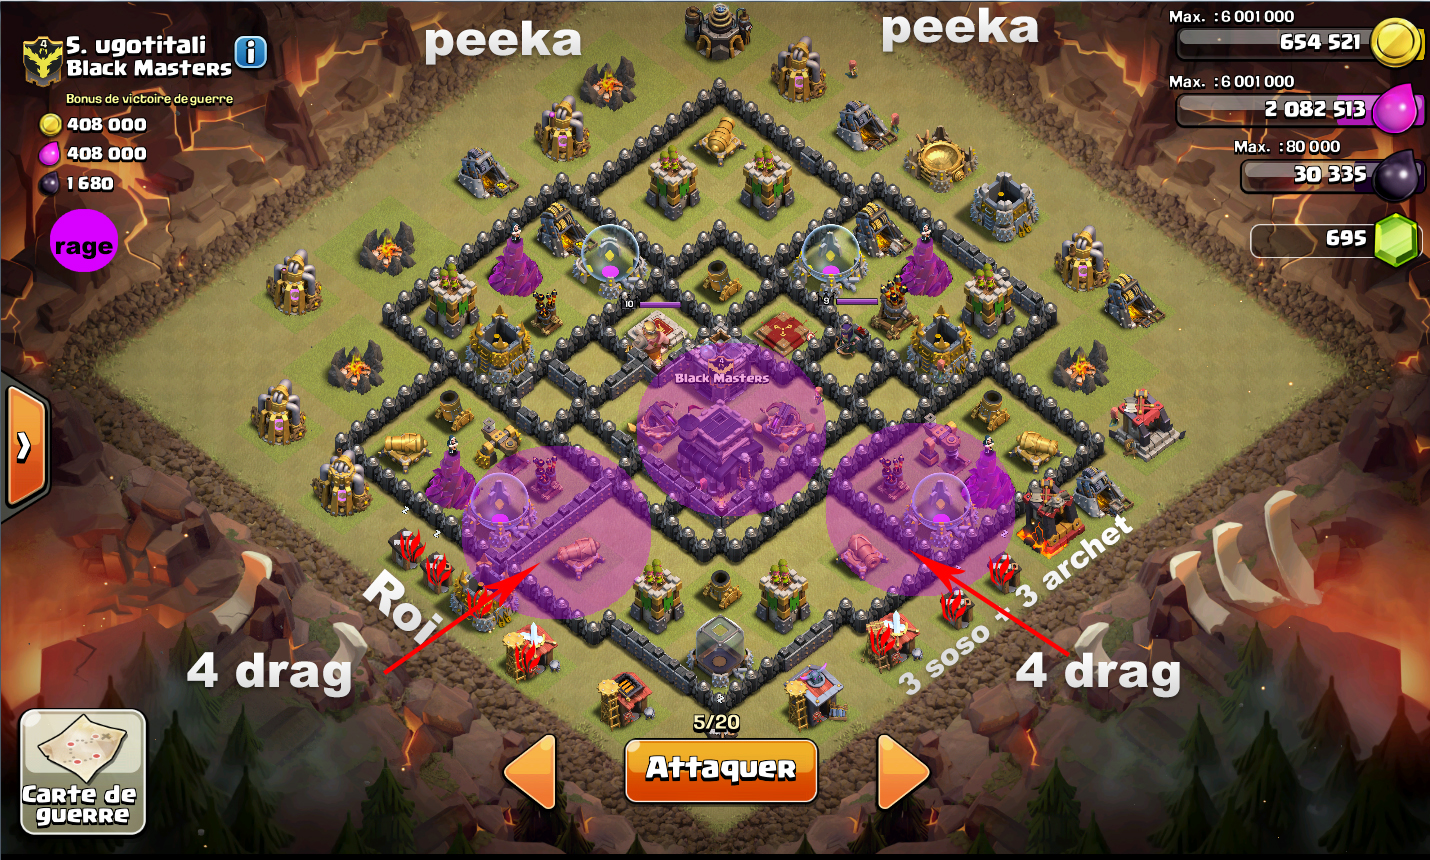 5. ugotitali
Black Masters
i
Bonus de victoire de guerre
408 000
408 000
1 680
rage
peeka
peeka
Max. : 6 001 000
654 521
Max. : 6 001 000
2 082 513
Max. : 80 000
30 335
695
10
9
Black Masters
Roi
4 drag
3 soso + 3 archet
4 drag
5/20
Attaquer
Carte de
guerre